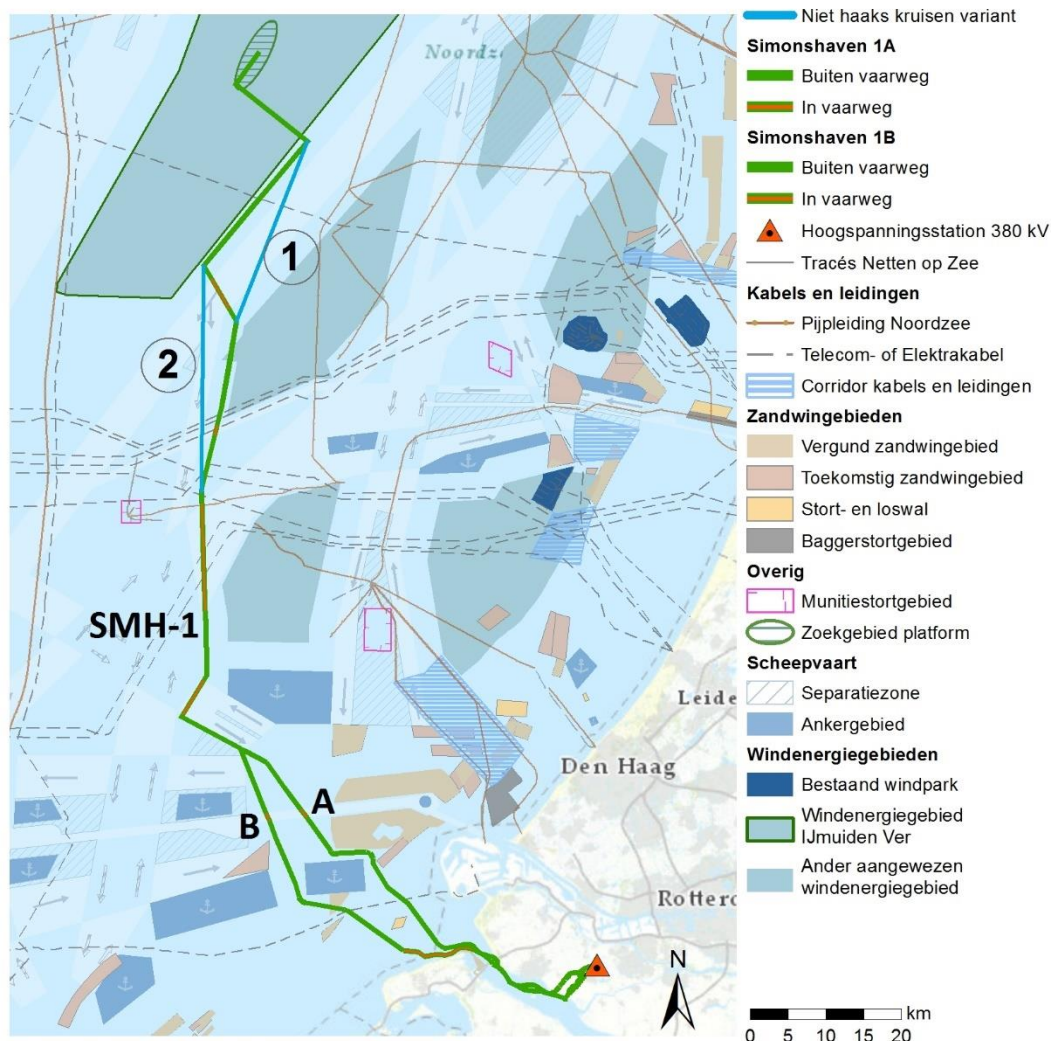 Noordze
1
2
SMH-1
A
B
Leide
Den Haag
Rotterd
N
Niet haaks kruisen variant
Simonshaven 1A
Buiten vaarweg
In vaarweg
Simonshaven 1B
Buiten vaarweg
In vaarweg
Hoogspanningsstation 380 kV
Tracés Netten op Zee
Kabels en leidingen
Pijpleiding Noordzee
Telecom- of Elektrakabel
Corridor kabels en leidingen
Zandwingebieden
Vergund zandwingebied
Toekomstig zandwingebied
Stort- en loswal
Baggerstortgebied
Overig
Munitiestortgebied
Zoekgebied platform
Scheepvaart
Separatiezone
Ankergebied
Windenergiegebieden
Bestaand windpark
Windenergiegebied
IJmuiden Ver
Ander aangewezen
windenergiegebied
km
0 5 10 15 20